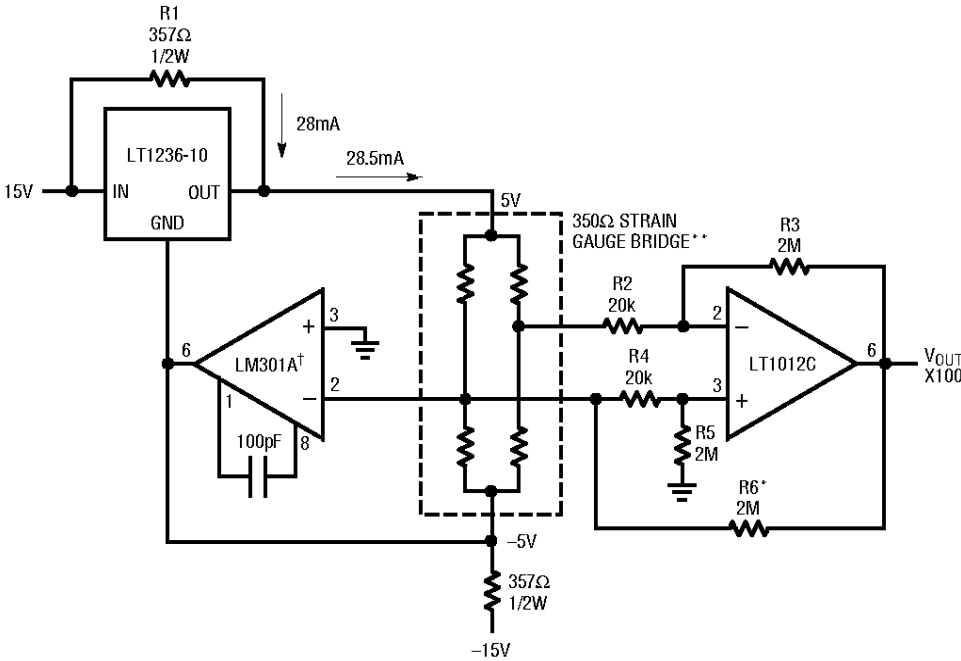 R1
357Ω
1/2W
28mA
LT1236-10
28.5mA
15V
IN
OUT
GND
5V
350Ω STRAIN
GAUGE BRIDGE**
R3
2M
R2
20k
3
+
6
LM301A†
2
−
1
8
100pF
R4
20k
2
−
LT1012C
6
VOUT
X100
3
+
R5
2M
R6*
2M
−5V
357Ω
1/2W
−15V